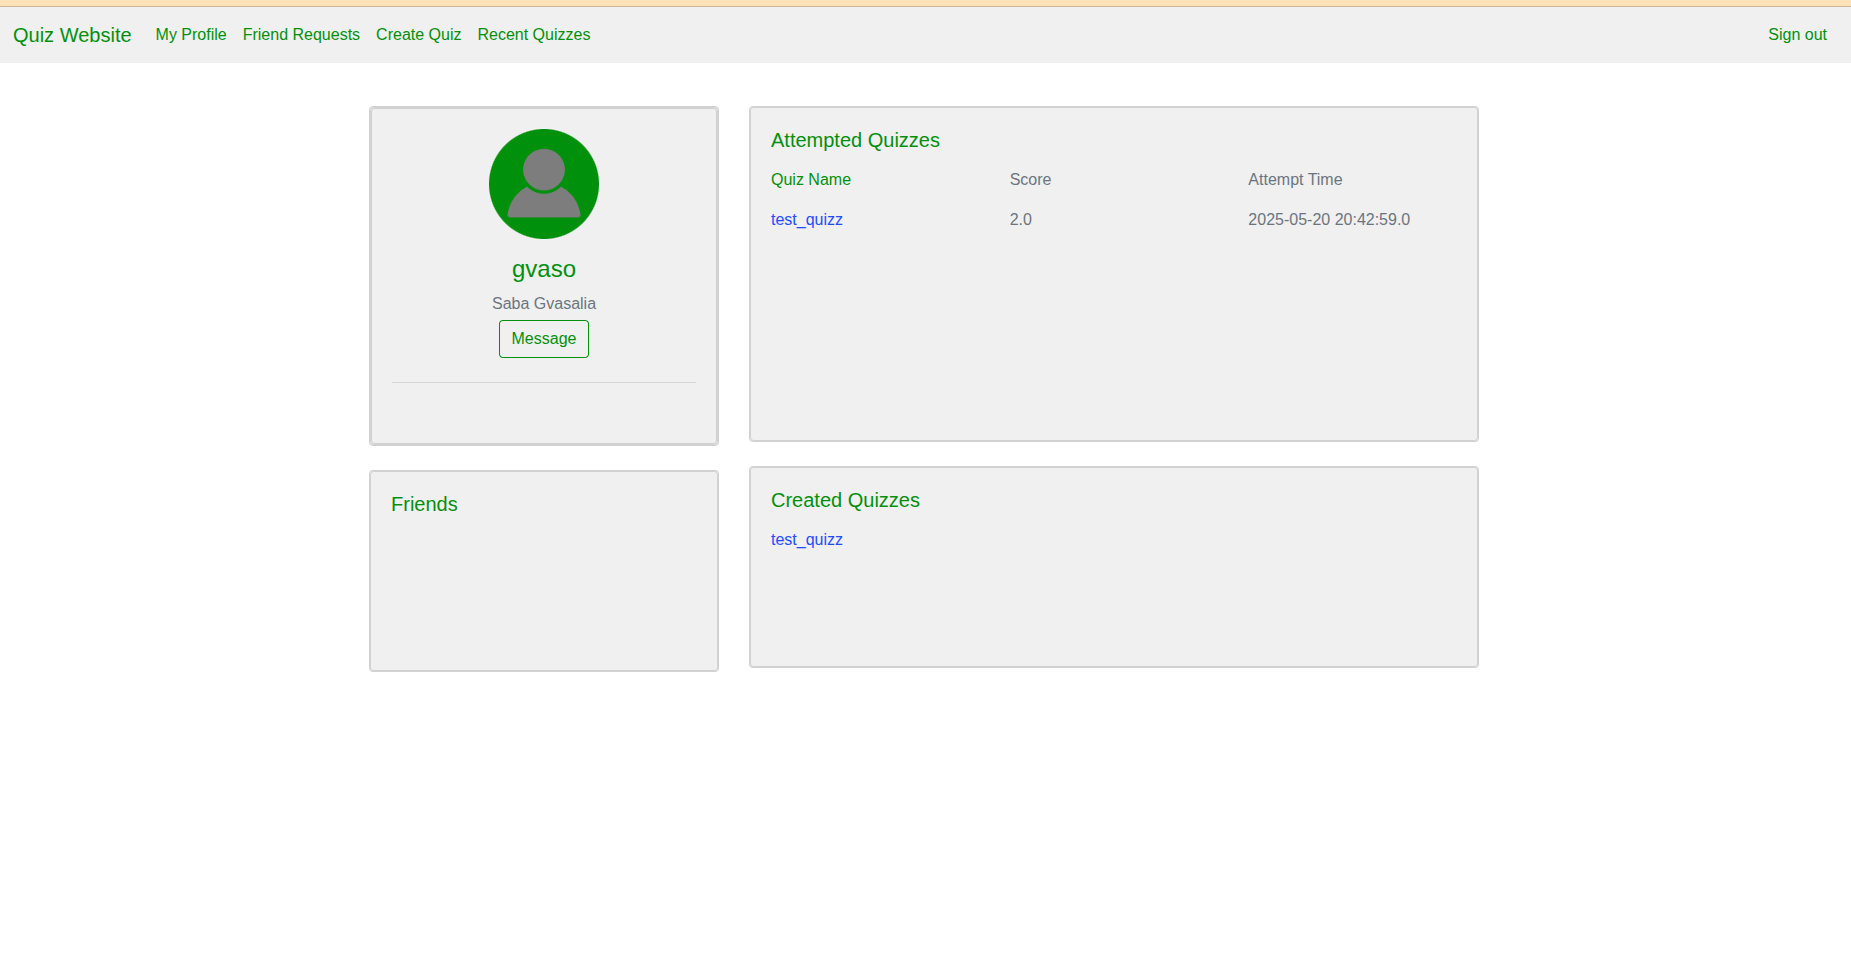 Quiz Website My Profile Friend Requests Create Quiz Recent Quizzes Sign out
gvaso
Saba Gvasalia
Message
Friends
Attempted Quizzes
Quiz Name Score Attempt Time
test_quizz 2.0 2025-05-20 20:42:59.0
Created Quizzes
test_quizz